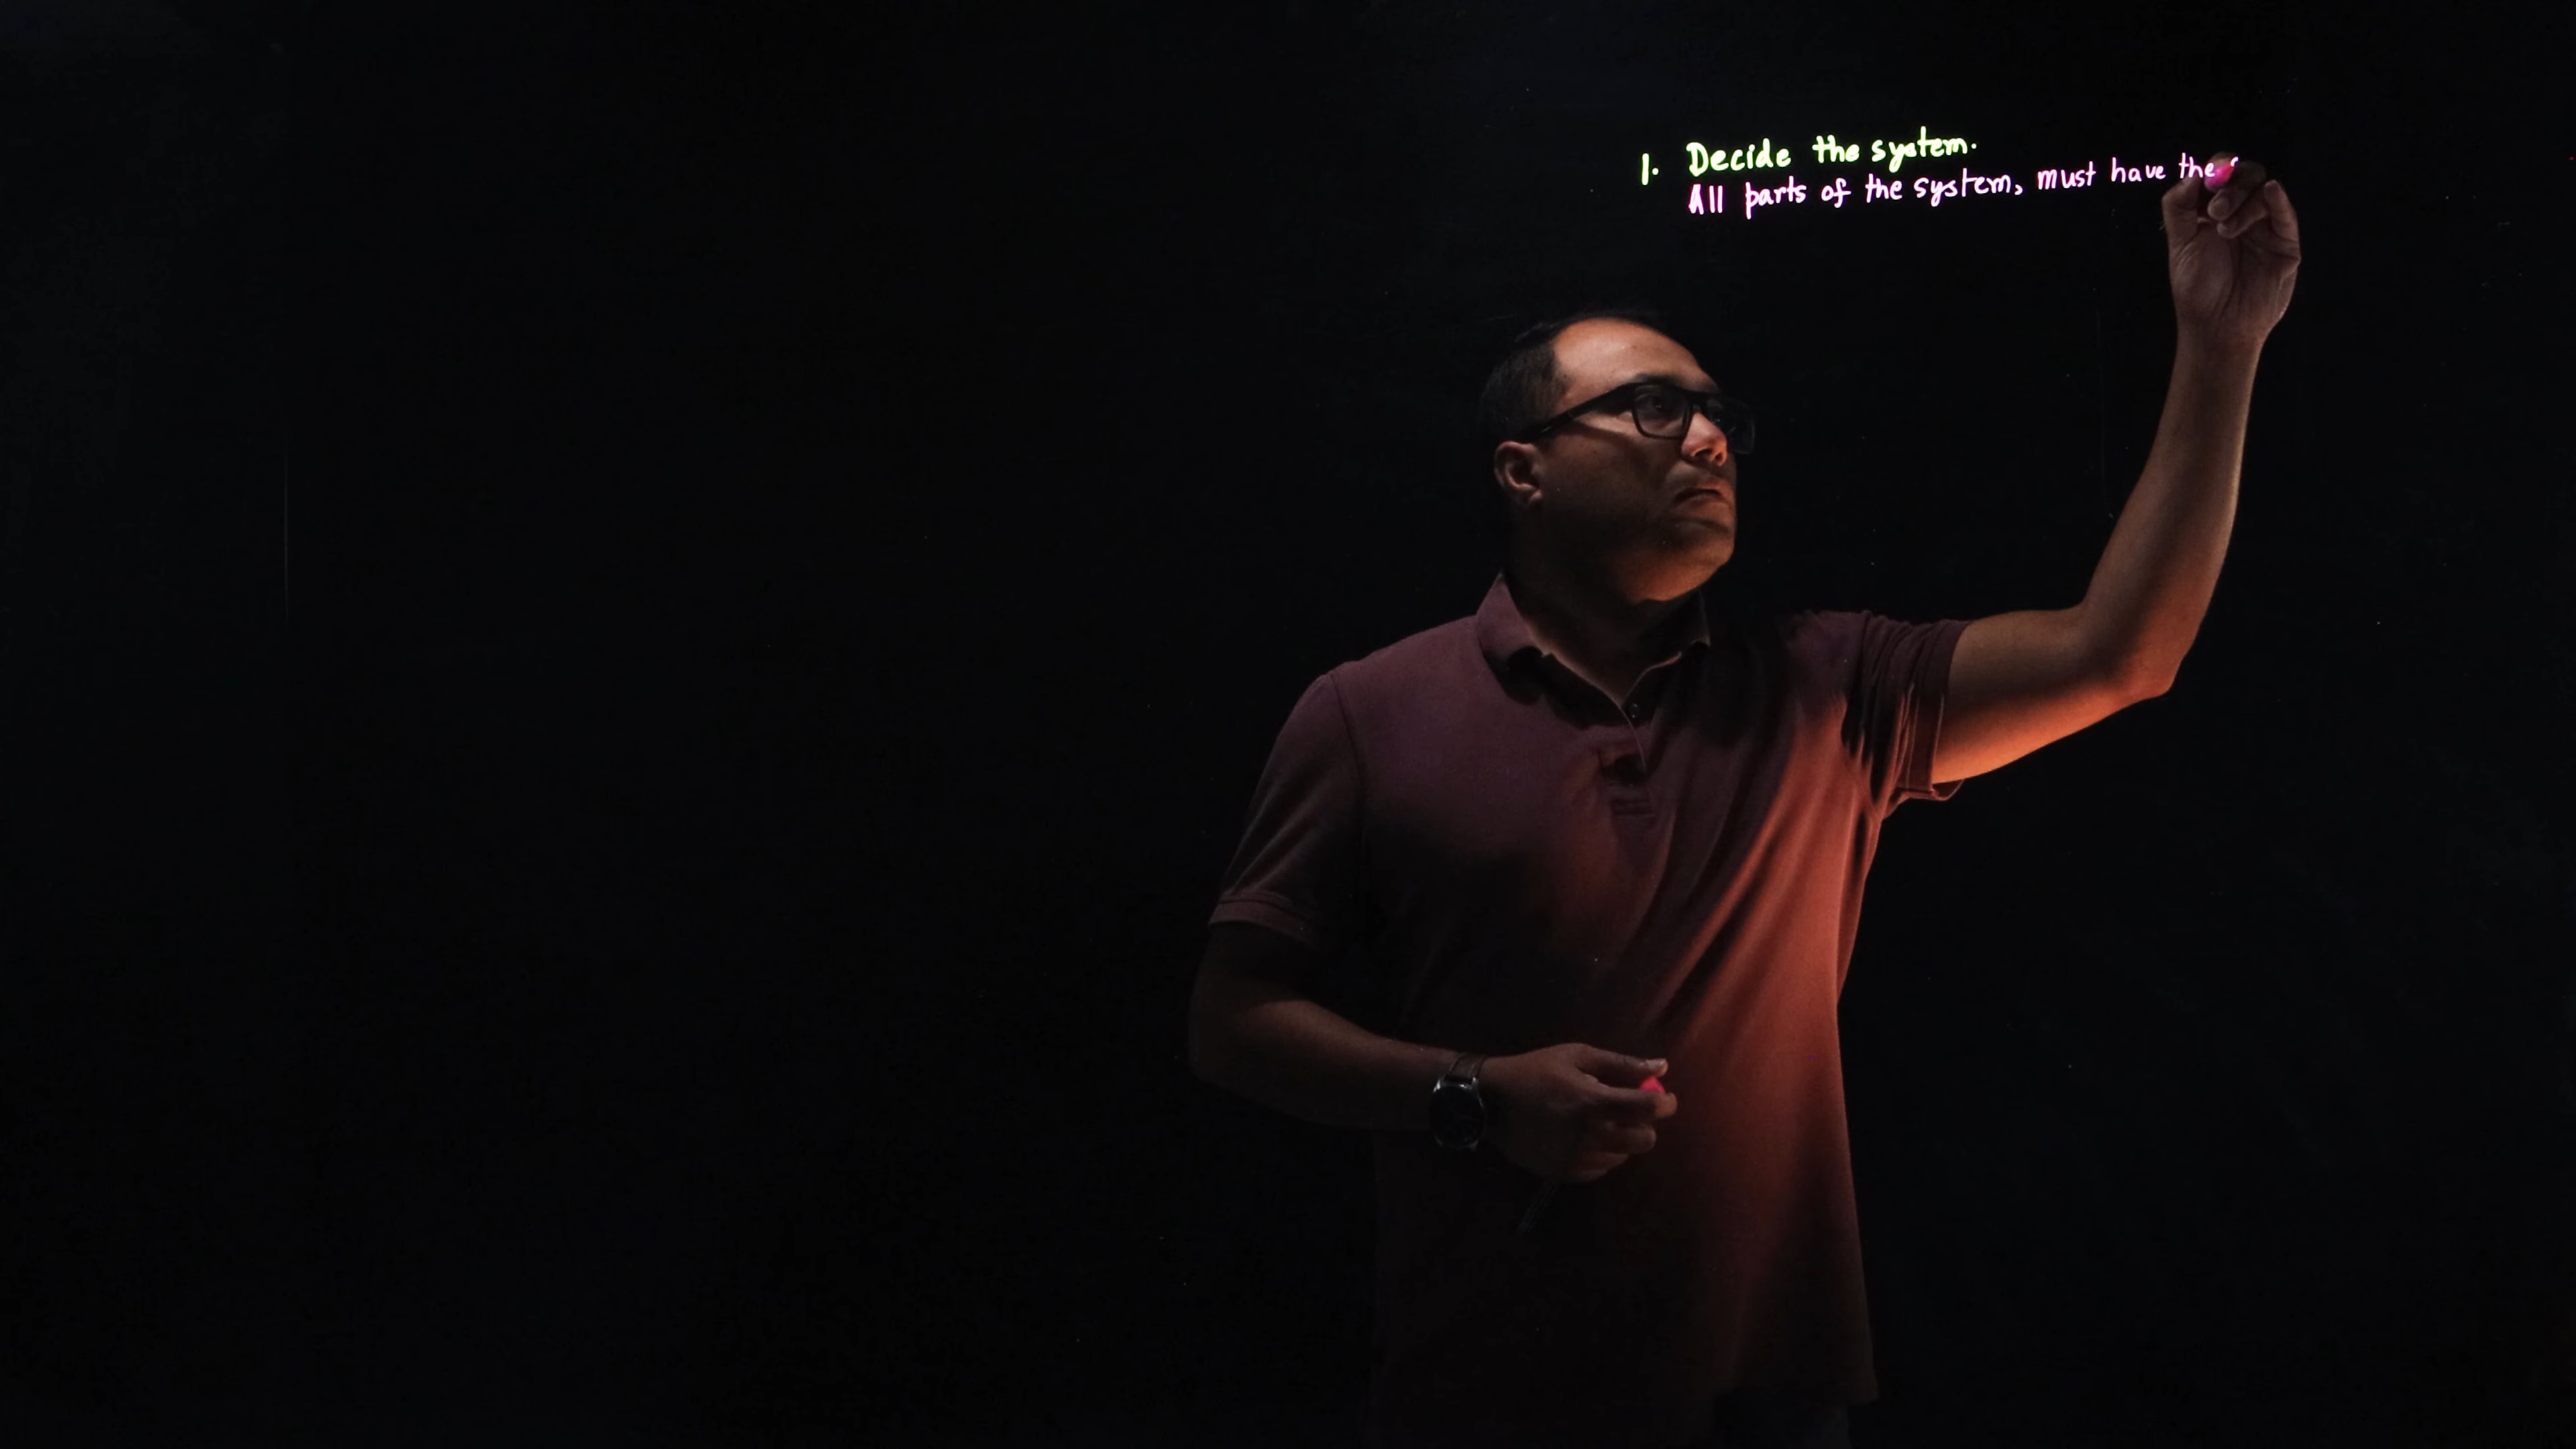 1. Decide the system.
All parts of the system, must have the